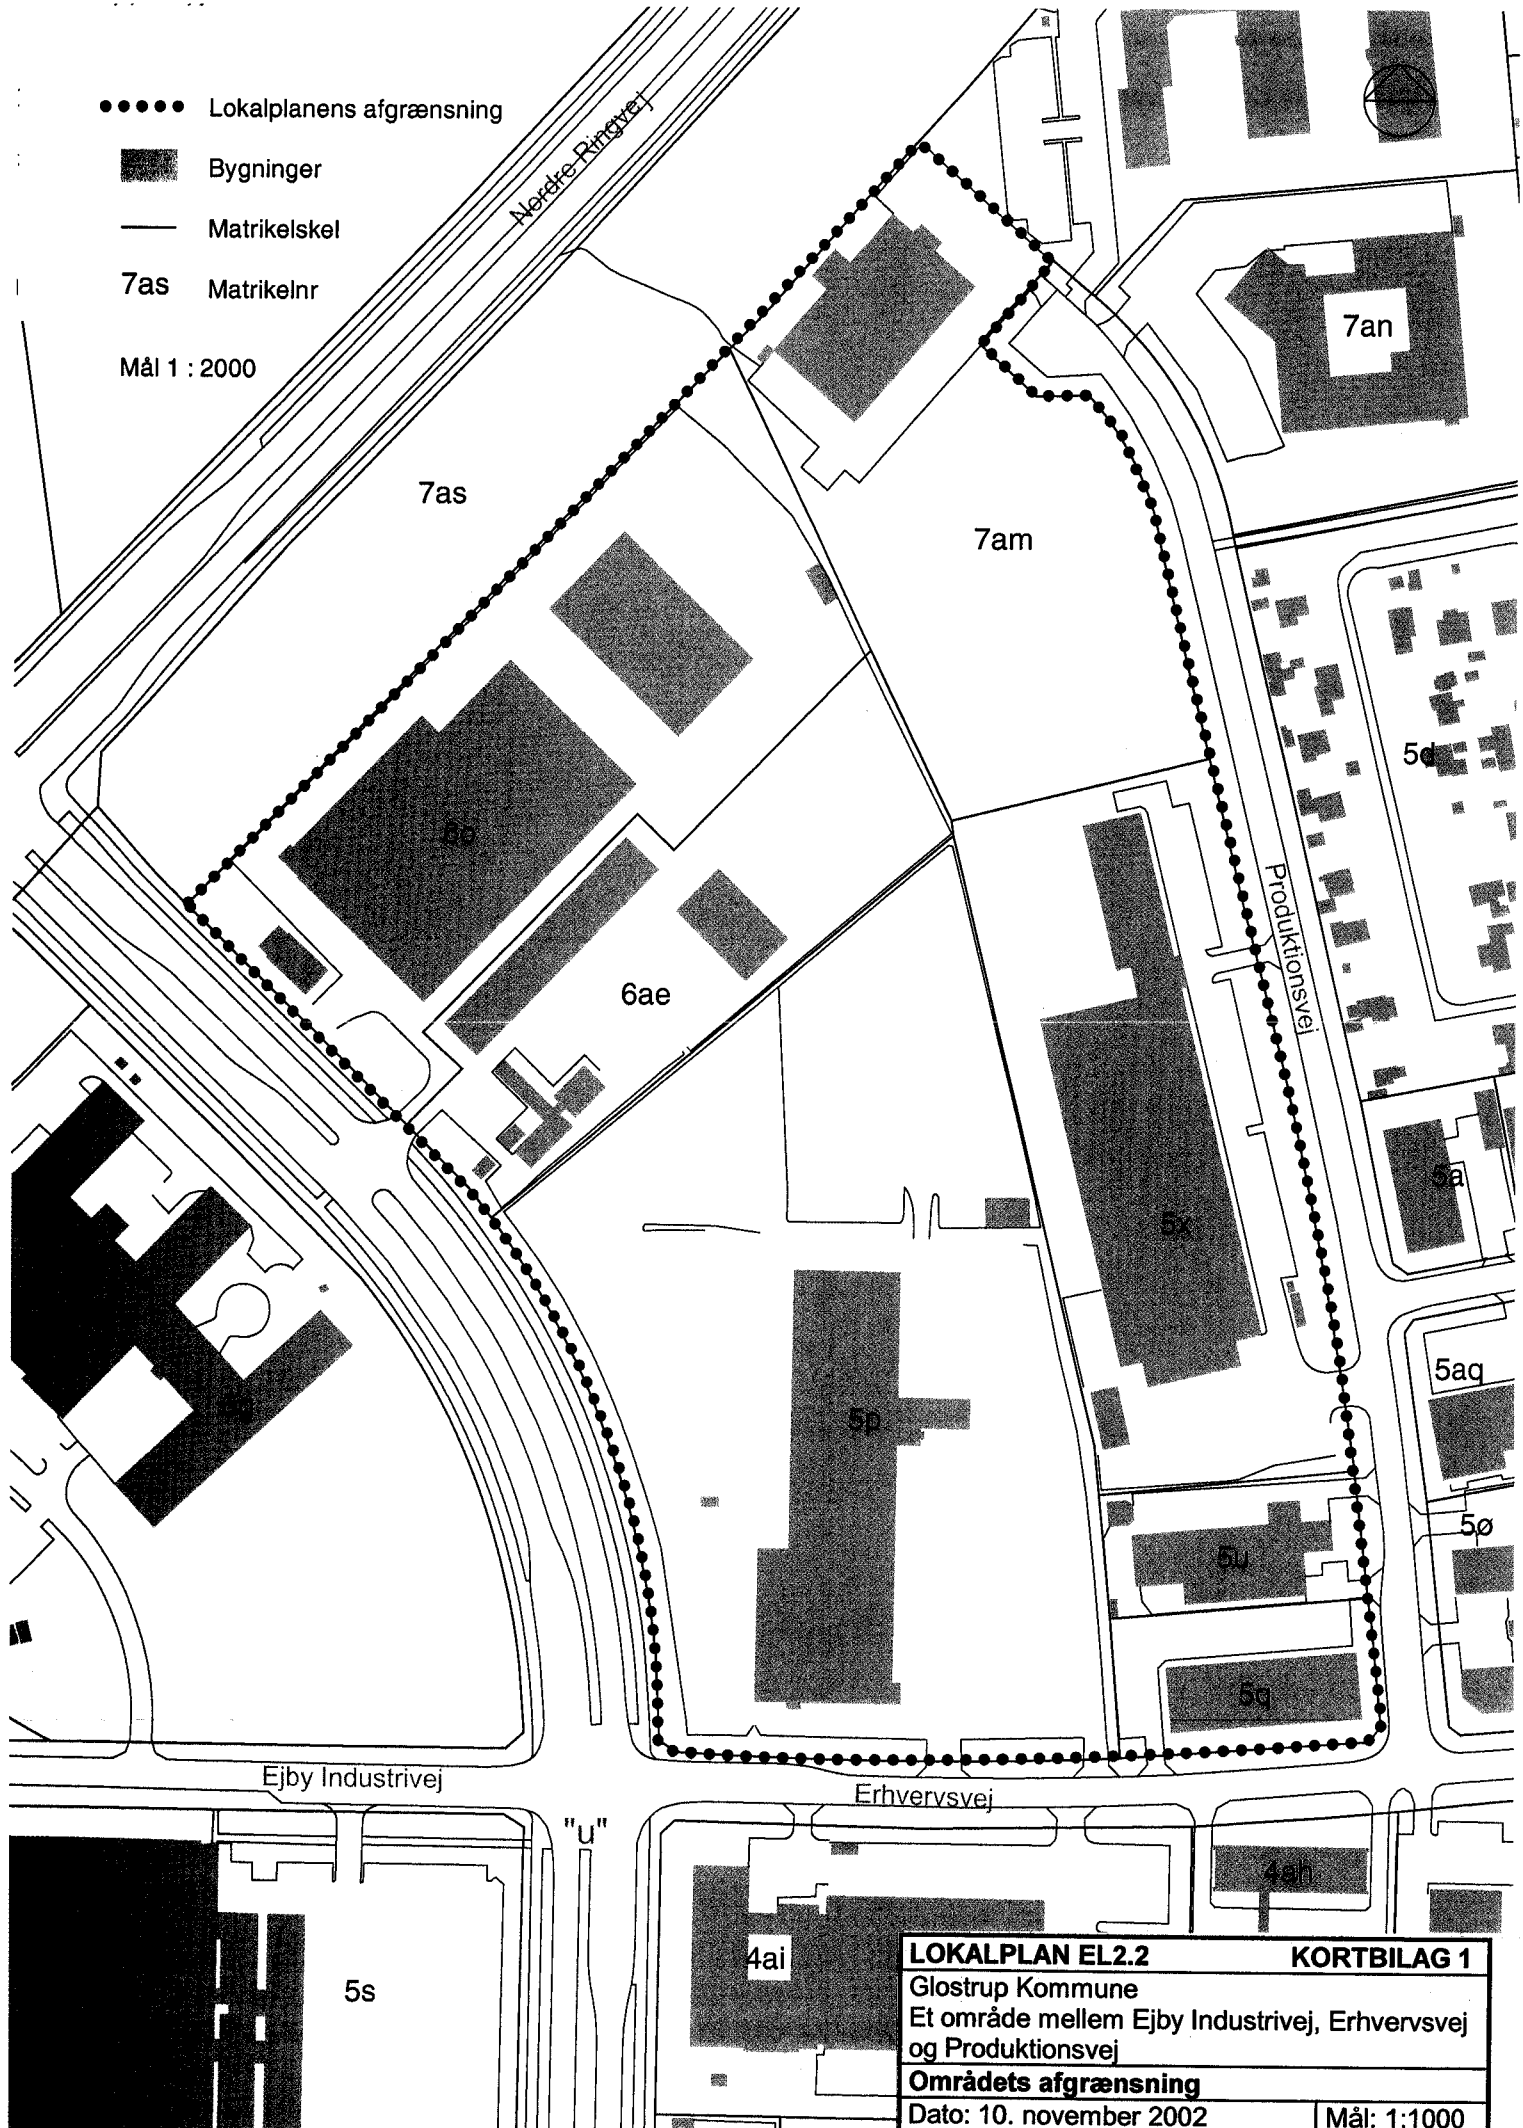 Lokalplanens afgrænsning
Bygninger
Matrikelskel
7as Matrikelnr
Mål 1 : 2000
Nordre Ringvej
7an
7as
7am
5d
6ae
Produktionsvej
5a
5x
5aq
5p
5ø
5u
5q
Ejby Industrivej
Erhvervsvej
"u"
4ah
4ai
5s
LOKALPLAN EL2.2 KORTBILAG 1
Glostrup Kommune
Et område mellem Ejby Industrivej, Erhvervsvej
og Produktionsvej
Områdets afgrænsning
Dato: 10. november 2002 Mål: 1:1000